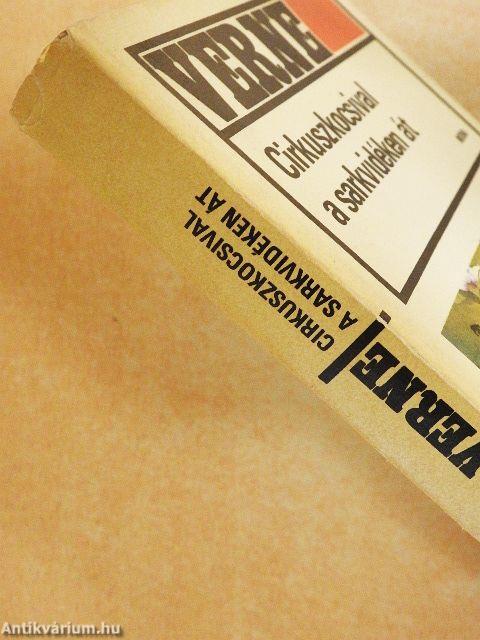 VERNE
Cirkuszkocsival
a sarkvidéken át
VERNE
CIRKUSZKOCSIVAL
A SARKVIDÉKEN ÁT
Antikvárium.hu